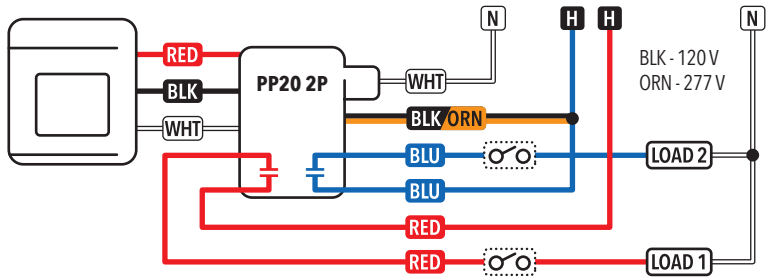 N
H
H
N
RED
BLK
WHT
PP20 2P
WHT
BLK/ORN
BLK - 120 V
ORN - 277 V
BLU
LOAD 2
BLU
RED
RED
LOAD 1